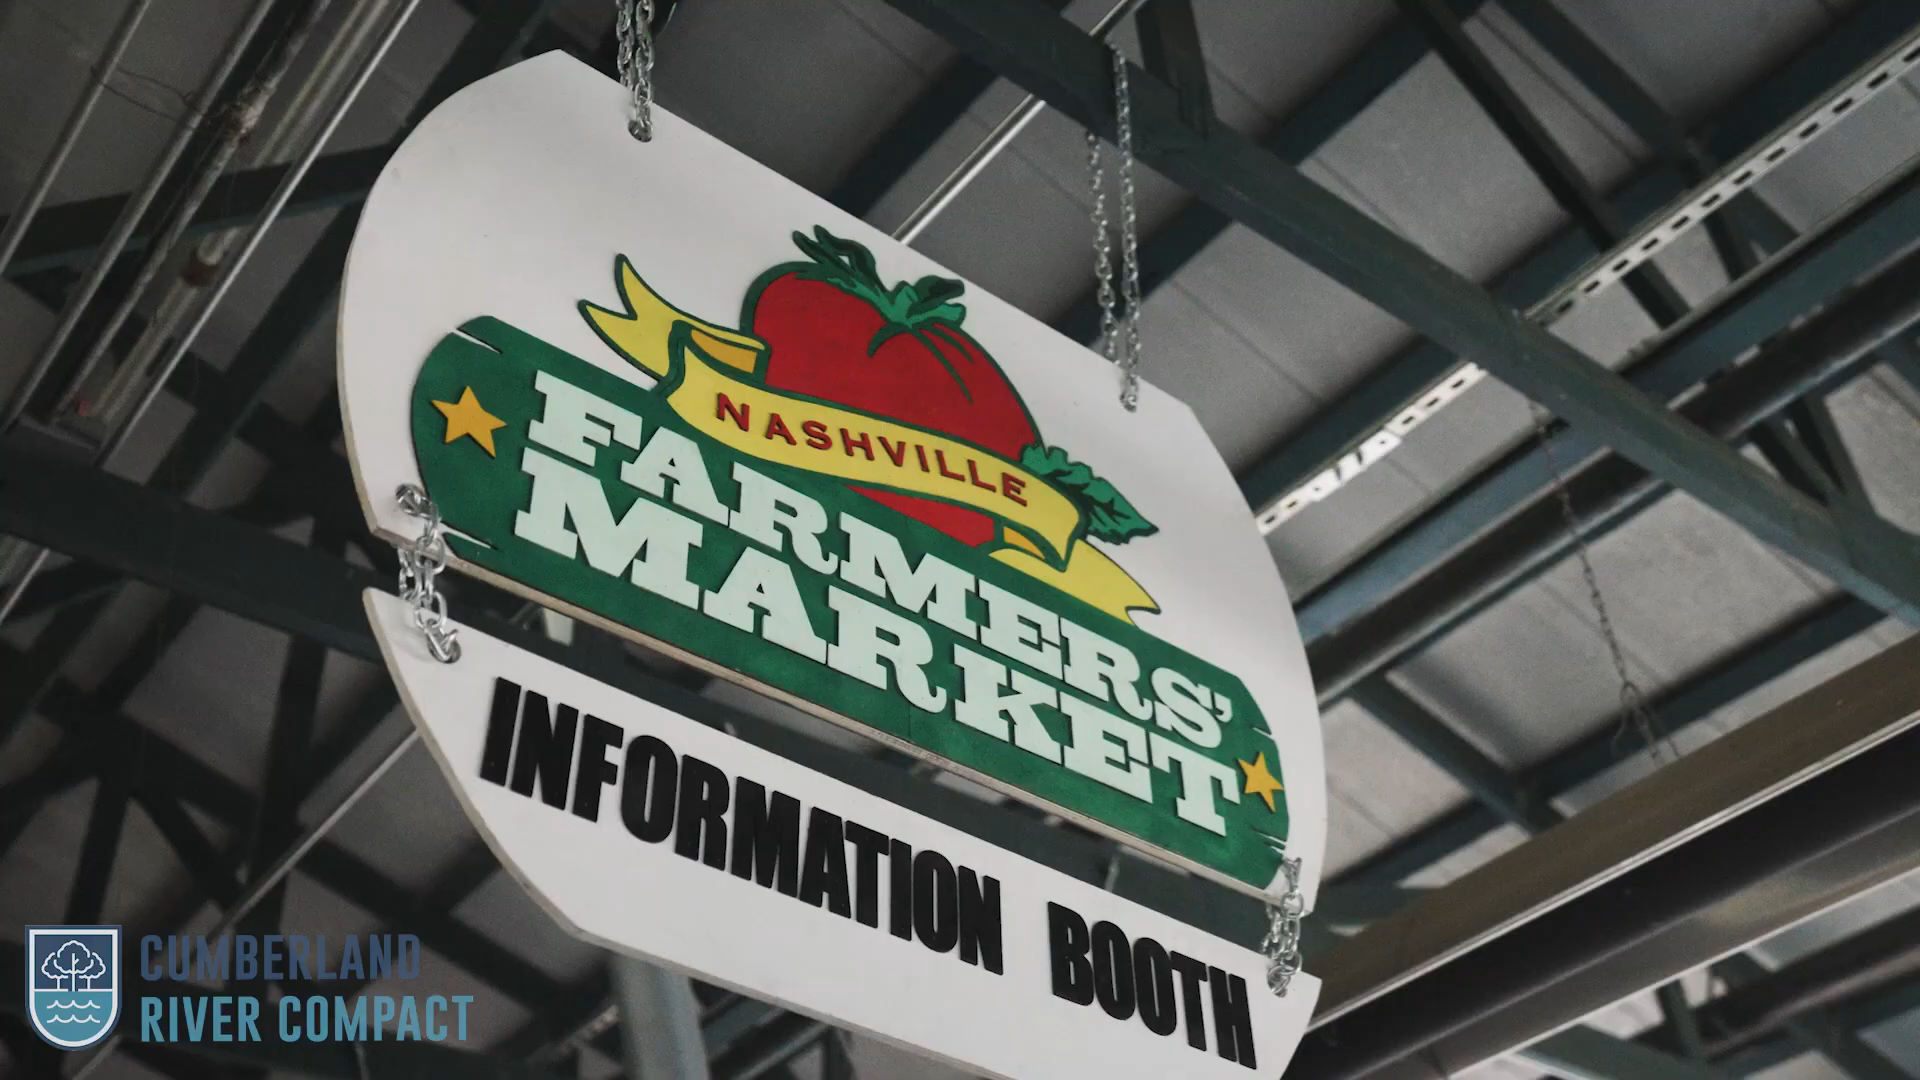 NASHVILLE
FARMERS'
MARKET
INFORMATION BOOTH
CUMBERLAND
RIVER COMPACT